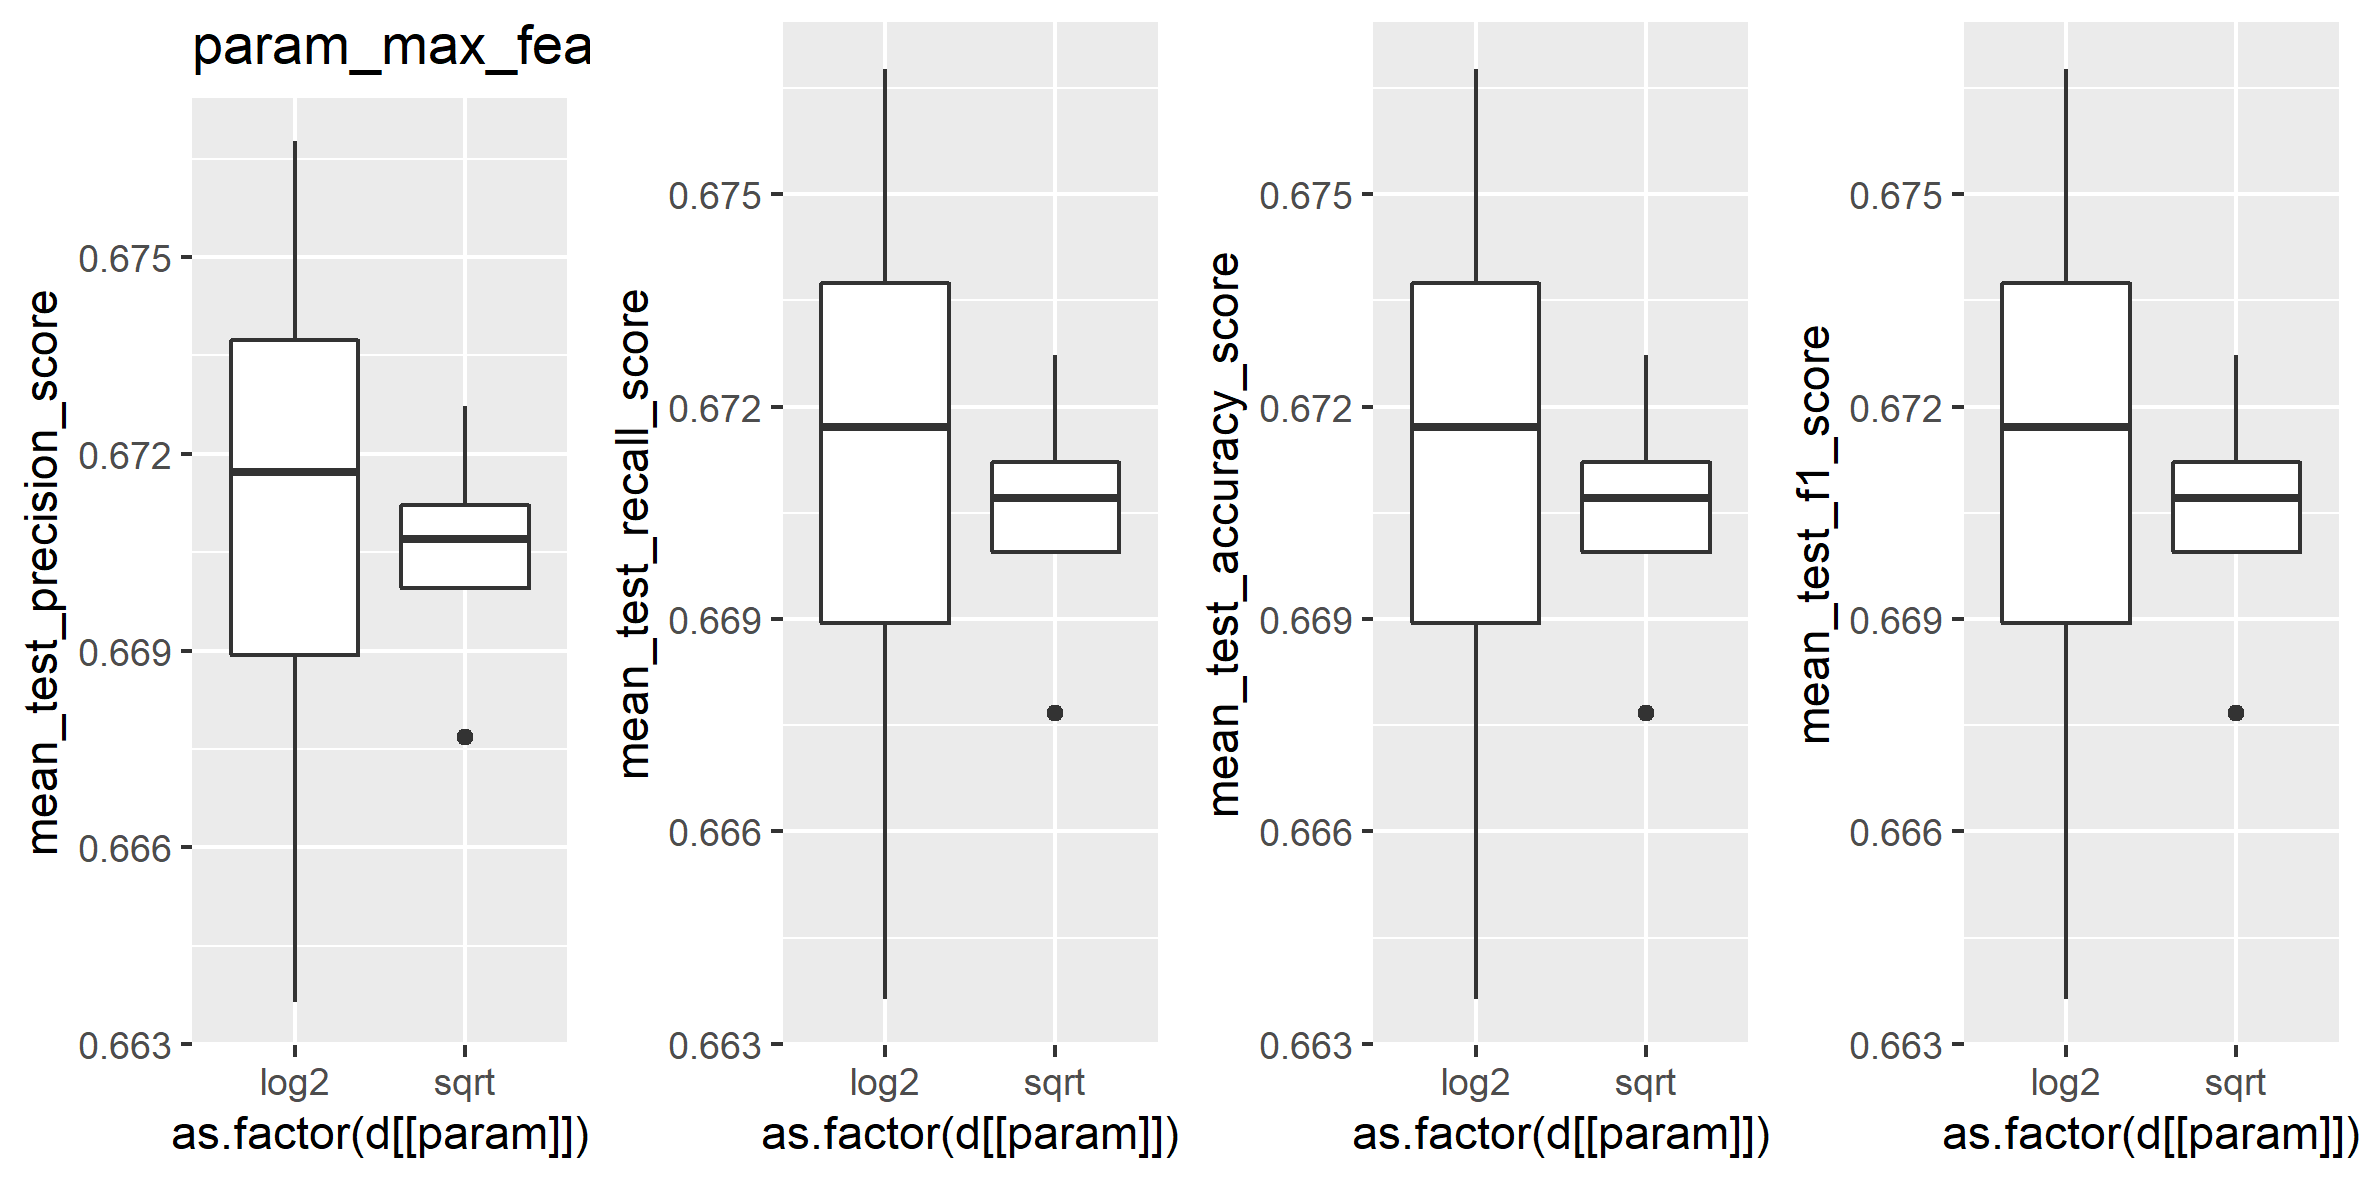 param_max_fea
mean_test_precision_score
0.675
0.672
0.669
0.666
0.663
log2 sqrt
as.factor(d[[param]])
mean_test_recall_score
0.675
0.672
0.669
0.666
0.663
log2 sqrt
as.factor(d[[param]])
mean_test_accuracy_score
0.675
0.672
0.669
0.666
0.663
log2 sqrt
as.factor(d[[param]])
mean_test_f1_score
0.675
0.672
0.669
0.666
0.663
log2 sqrt
as.factor(d[[param]])